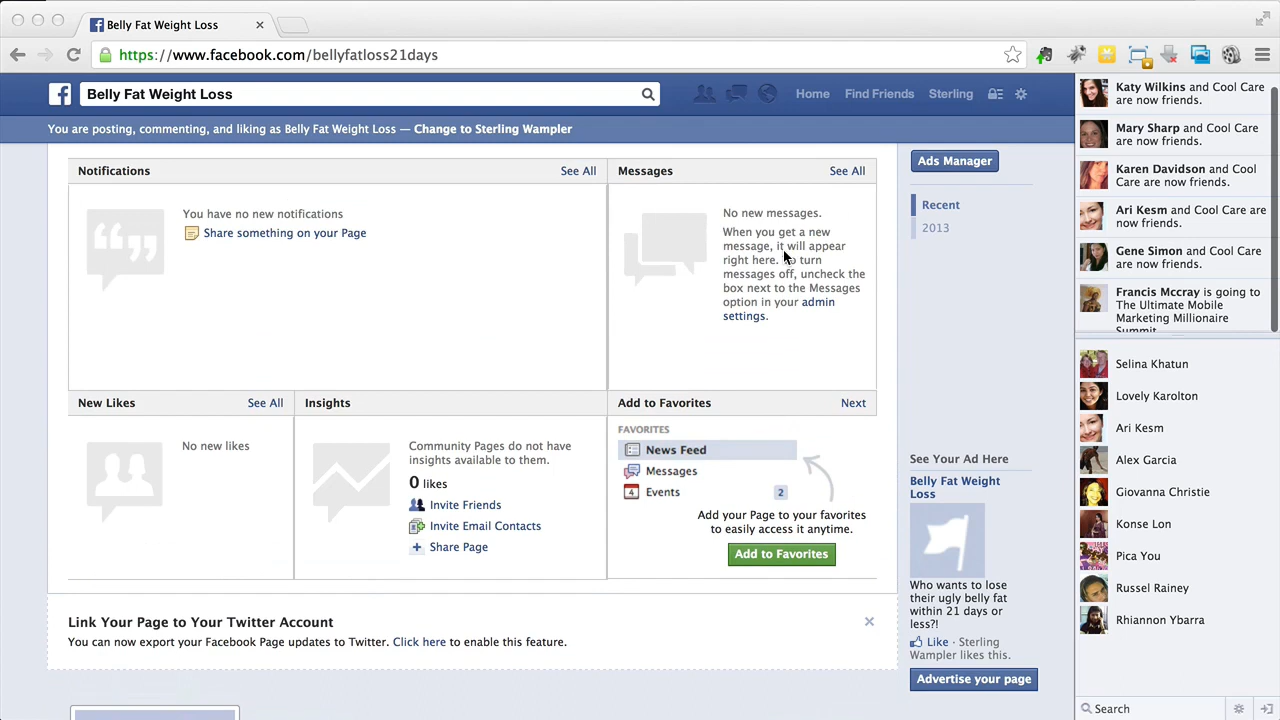 Belly Fat Weight Loss
https://www.facebook.com/bellyfatloss21days
Belly Fat Weight Loss
Home
Find Friends
Sterling
You are posting, commenting, and liking as Belly Fat Weight Loss — Change to Sterling Wampler
Notifications
See All
You have no new notifications
Share something on your Page
Messages
See All
No new messages.
When you get a new
message, it will appear
right here. To turn
messages off, uncheck the
box next to the Messages
option in your admin
settings.
New Likes
See All
No new likes
Insights
Community Pages do not have
insights available to them.
0 likes
Invite Friends
Invite Email Contacts
+ Share Page
Add to Favorites
Next
FAVORITES
News Feed
Messages
4 Events
2
Add your Page to your favorites
to easily access it anytime.
Add to Favorites
Link Your Page to Your Twitter Account
You can now export your Facebook Page updates to Twitter. Click here to enable this feature.
Ads Manager
Recent
2013
See Your Ad Here
Belly Fat Weight
Loss
Who wants to lose
their ugly belly fat
within 21 days or
less?!
Like · Sterling
Wampler likes this.
Advertise your page
Katy Wilkins and Cool Care
are now friends.
Mary Sharp and Cool Care
are now friends.
Karen Davidson and Cool
Care are now friends.
Ari Kesm and Cool Care are
now friends.
Gene Simon and Cool Care
are now friends.
Francis Mccray is going to
The Ultimate Mobile
Marketing Millionaire
Summit.
Selina Khatun
Lovely Karolton
Ari Kesm
Alex Garcia
Giovanna Christie
Konse Lon
Pica You
Russel Rainey
Rhiannon Ybarra
Search